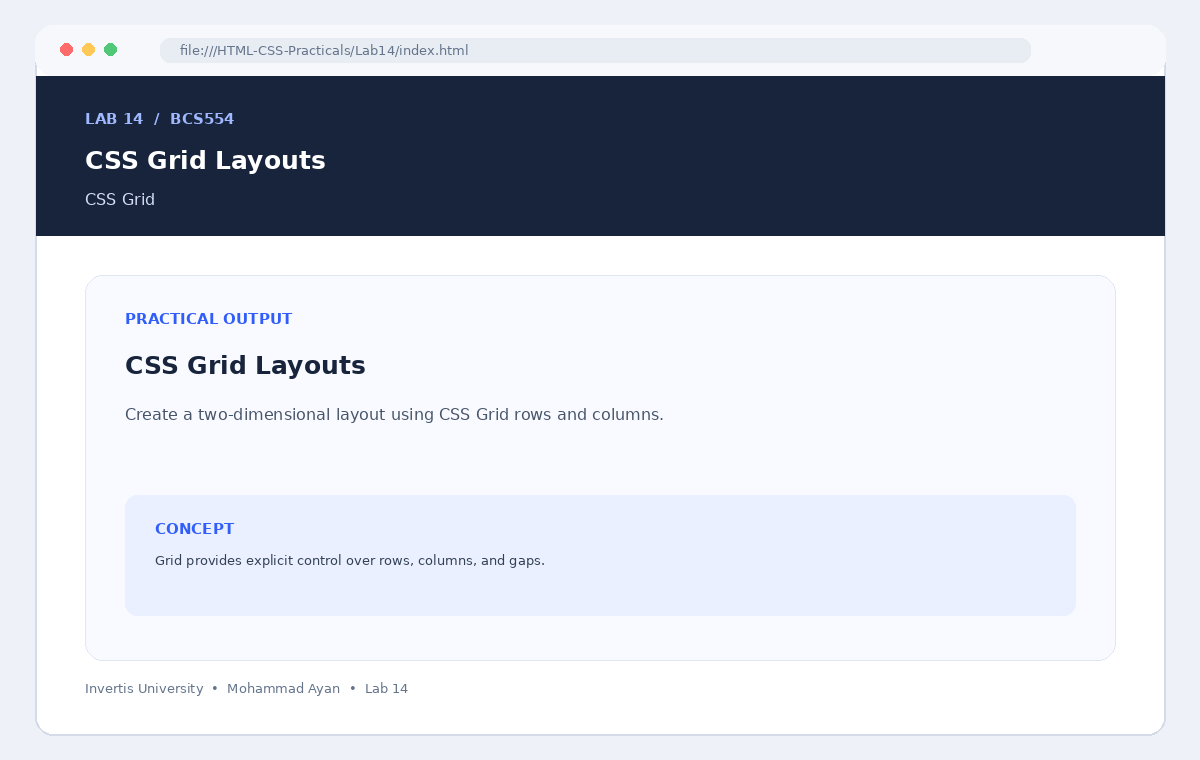 file:///HTML-CSS-Practicals/Lab14/index.html
LAB 14 / BCS554
CSS Grid Layouts
CSS Grid
PRACTICAL OUTPUT
CSS Grid Layouts
Create a two-dimensional layout using CSS Grid rows and columns.
CONCEPT
Grid provides explicit control over rows, columns, and gaps.
Invertis University • Mohammad Ayan • Lab 14